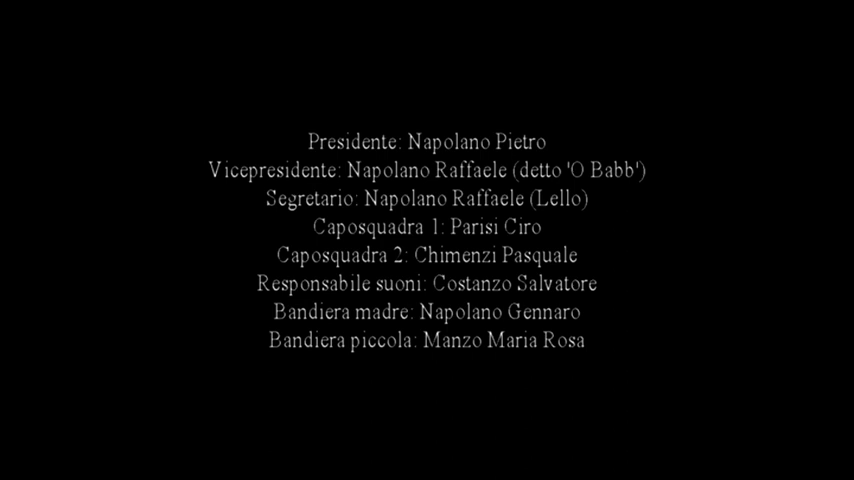 Presidente: Napolano Pietro
Vicepresidente: Napolano Raffaele (detto 'O Babb')
Segretario: Napolano Raffaele (Lello)
Caposquadra 1: Parisi Ciro
Caposquadra 2: Chimenzi Pasquale
Responsabile suoni: Costanzo Salvatore
Bandiera madre: Napolano Gennaro
Bandiera piccola: Manzo Maria Rosa